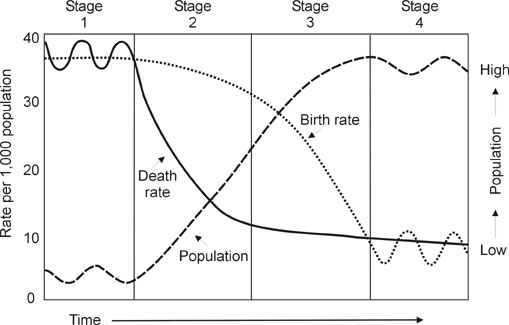 Stage
1
Stage
2
Stage
3
Stage
4
40
30
20
10
0
Rate per 1,000 population
Death
rate
Birth rate
Population
High
Population
Low
Time